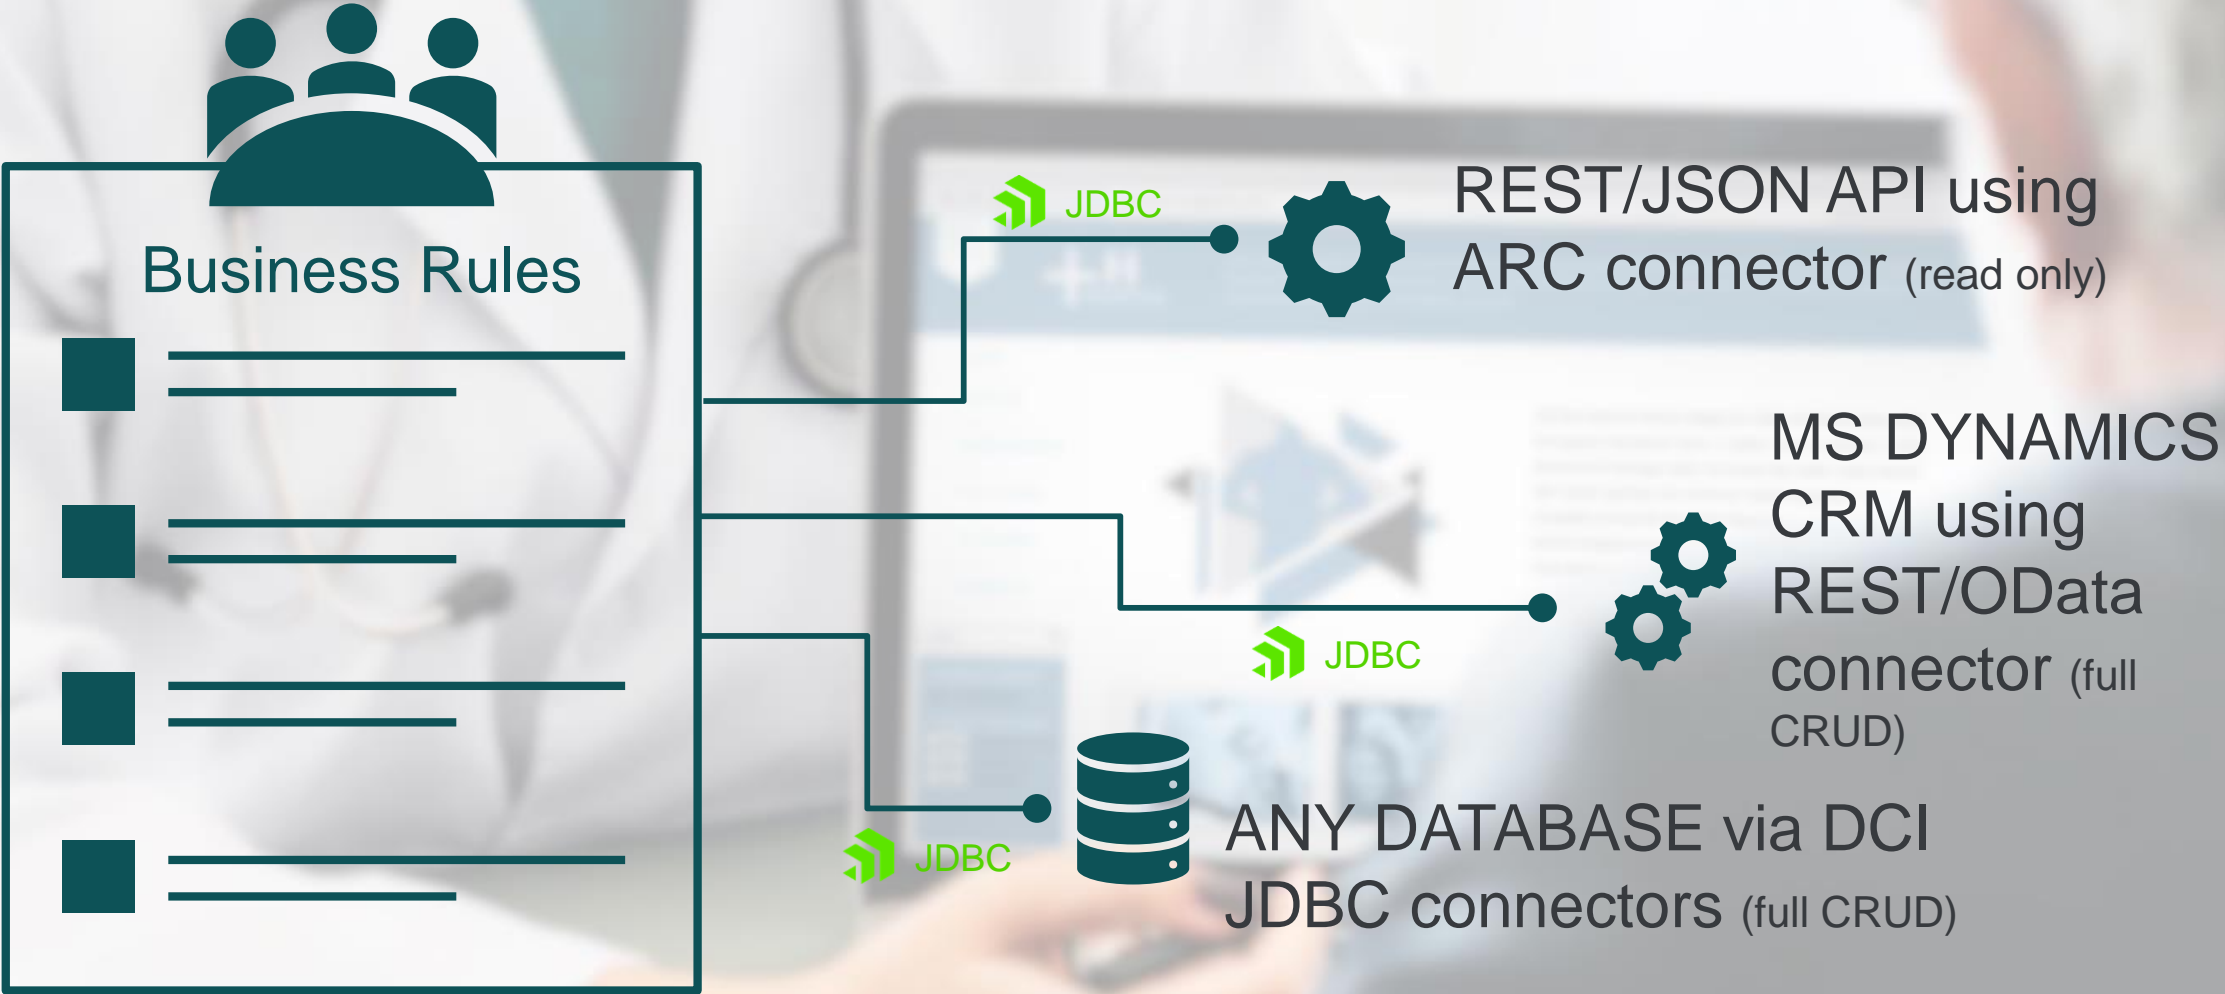 Business Rules
JDBC
REST/JSON API using
ARC connector (read only)
MS DYNAMICS
CRM using
REST/OData
connector (full
CRUD)
JDBC
JDBC
ANY DATABASE via DCI
JDBC connectors (full CRUD)